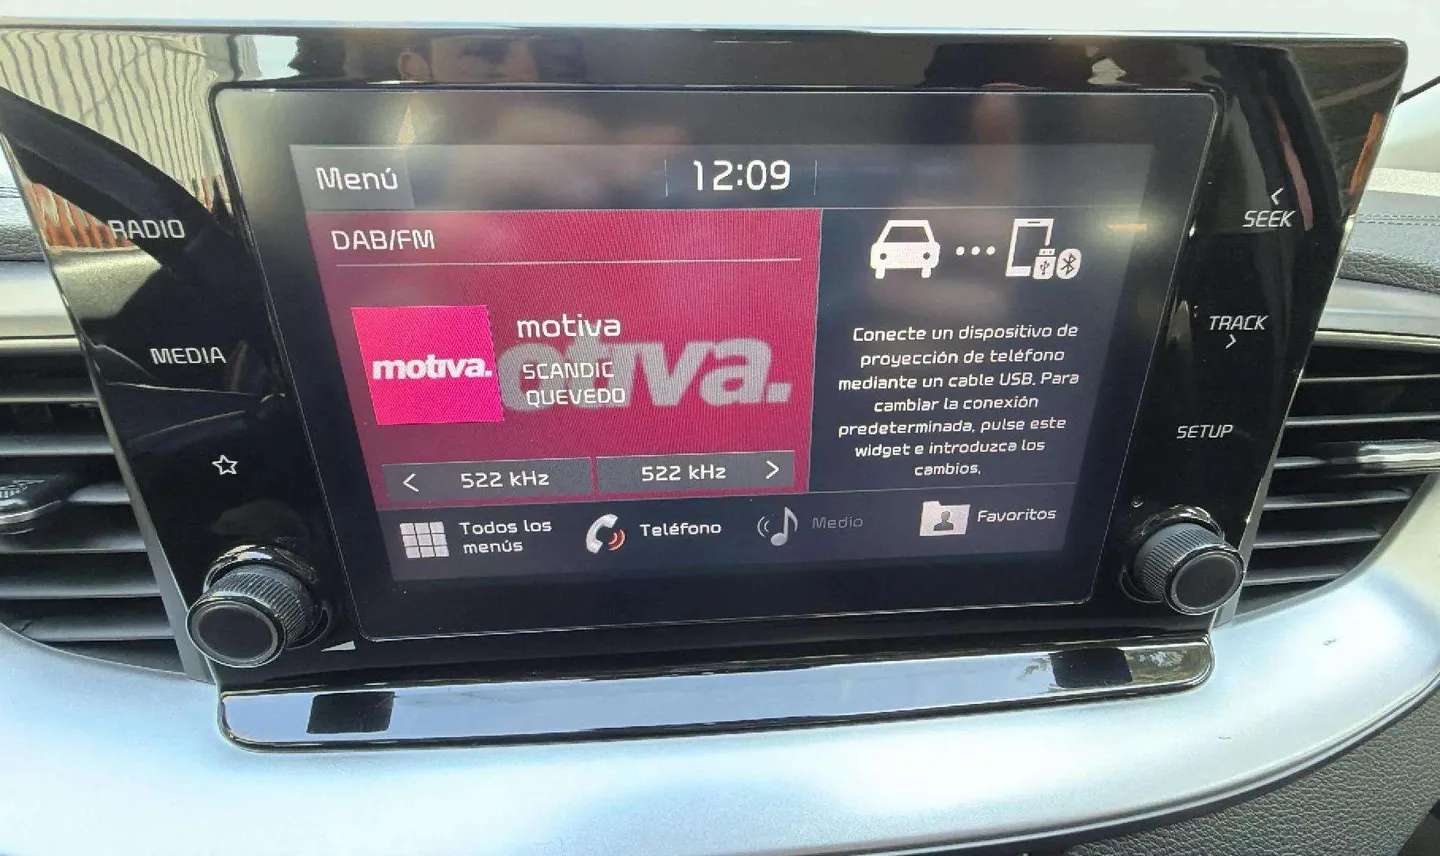 Menú
12:09
RADIO
DAB/FM
< SEEK
motiva
motiva.
SCANDIC
QUEVEDO
Conecte un dispositivo de
proyección de teléfono
mediante un cable USB. Para
cambiar la conexión
predeterminada, pulse este
widget e introduzca los
cambios.
TRACK >
MEDIA
SETUP
< 522 kHz
522 kHz >
Todos los
menús
Teléfono
Medio
Favoritos